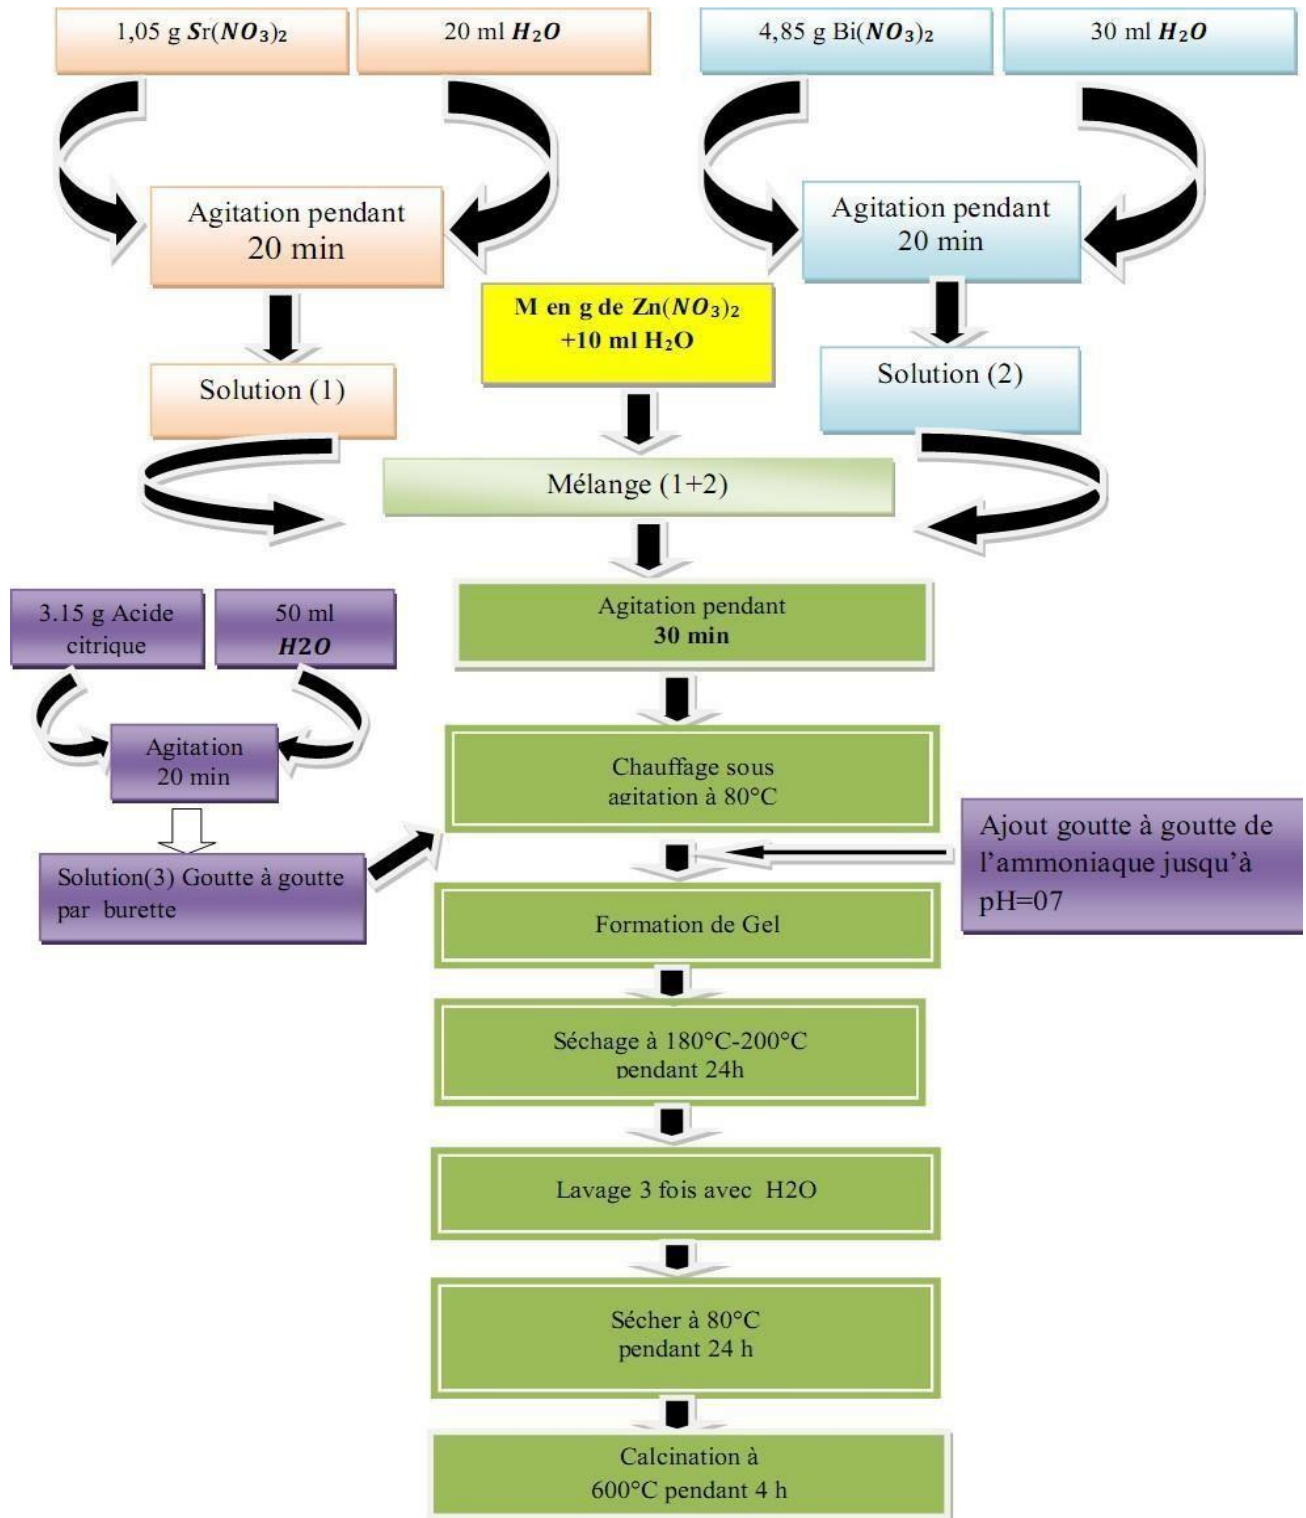 1,05 g Sr(NO₃)₂
20 ml H₂O
4,85 g Bi(NO₃)₂
30 ml H₂O
Agitation pendant
20 min
Agitation pendant
20 min
M en g de Zn(NO₃)₂
+10 ml H₂O
Solution (1)
Solution (2)
Mélange (1+2)
3.15 g Acide
citrique
50 ml
H2O
Agitation pendant
30 min
Agitation
20 min
Chauffage sous
agitation à 80°C
Solution(3) Goutte à goutte
par burette
Ajout goutte à goutte de
l’ammoniaque jusqu’à
pH=07
Formation de Gel
Séchage à 180°C-200°C
pendant 24h
Lavage 3 fois avec H2O
Sécher à 80°C
pendant 24 h
Calcination à
600°C pendant 4 h